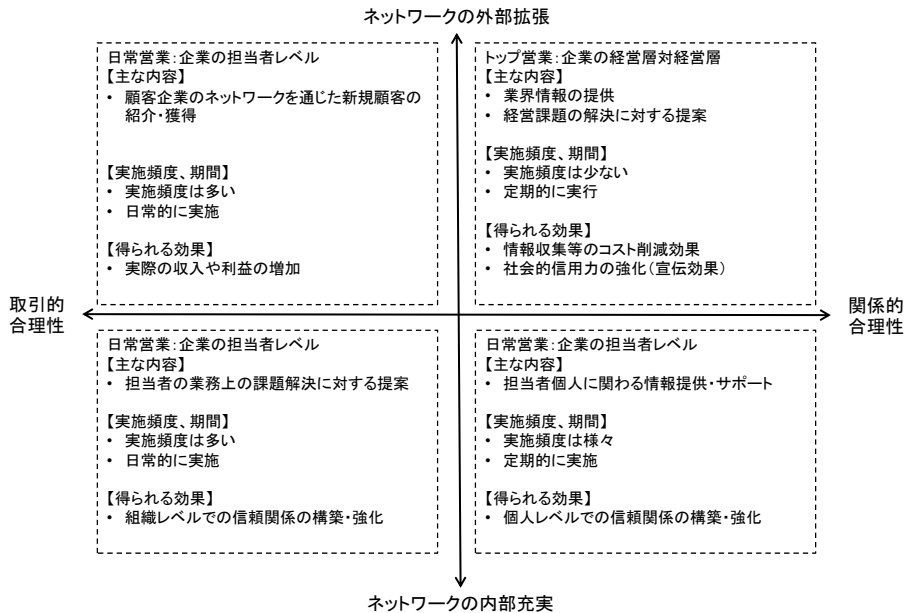 ネットワークの外部拡張
日常営業:企業の担当者レベル
【主な内容】
• 顧客企業のネットワークを通じた新規顧客の
紹介・獲得
【実施頻度、期間】
• 実施頻度は多い
• 日常的に実施
【得られる効果】
• 実際の収入や利益の増加
トップ営業:企業の経営層対経営層
【主な内容】
• 業界情報の提供
• 経営課題の解決に対する提案
【実施頻度、期間】
• 実施頻度は少ない
• 定期的に実行
【得られる効果】
• 情報収集等のコスト削減効果
• 社会的信用力の強化(宣伝効果)
取引的
合理性
関係的
合理性
日常営業:企業の担当者レベル
【主な内容】
• 担当者の業務上の課題解決に対する提案
【実施頻度、期間】
• 実施頻度は多い
• 日常的に実施
【得られる効果】
• 組織レベルでの信頼関係の構築・強化
日常営業:企業の担当者レベル
【主な内容】
• 担当者個人に関わる情報提供・サポート
【実施頻度、期間】
• 実施頻度は様々
• 定期的に実施
【得られる効果】
• 個人レベルでの信頼関係の構築・強化
ネットワークの内部充実